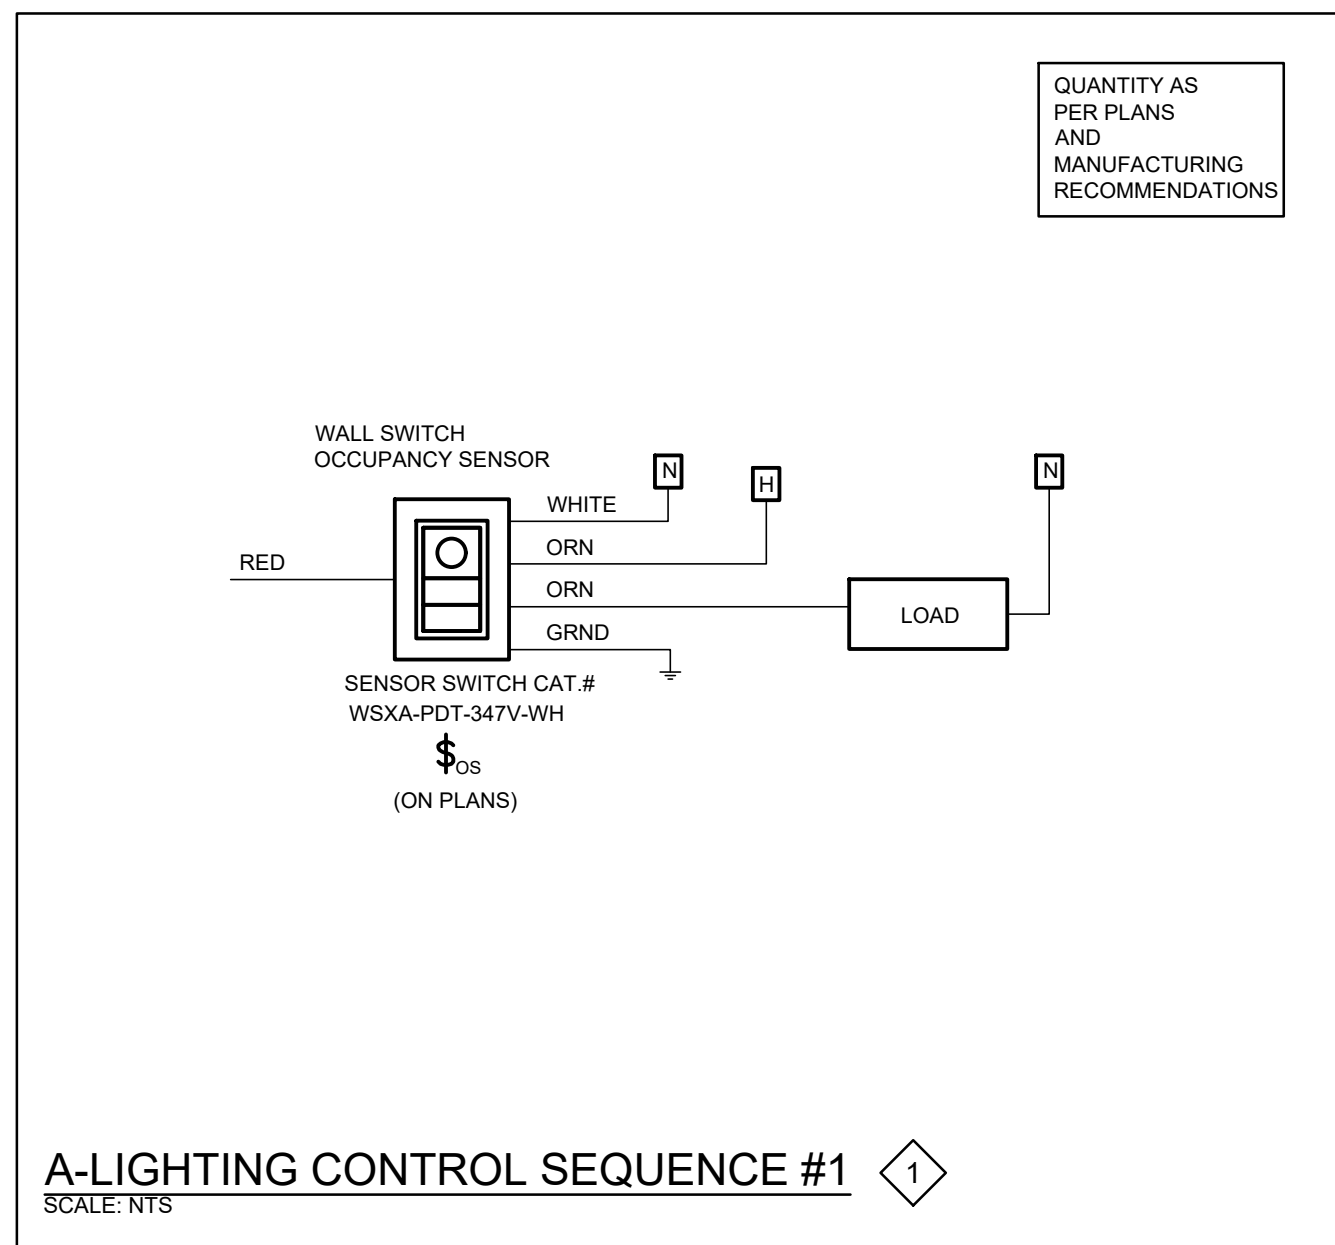 QUANTITY AS
PER PLANS
AND
MANUFACTURING
RECOMMENDATIONS
WALL SWITCH
OCCUPANCY SENSOR
N
H
N
WHITE
RED
ORN
ORN
LOAD
GRND
SENSOR SWITCH CAT.#
WSXA-PDT-347V-WH
$OS
(ON PLANS)
A-LIGHTING CONTROL SEQUENCE #1
1
SCALE: NTS